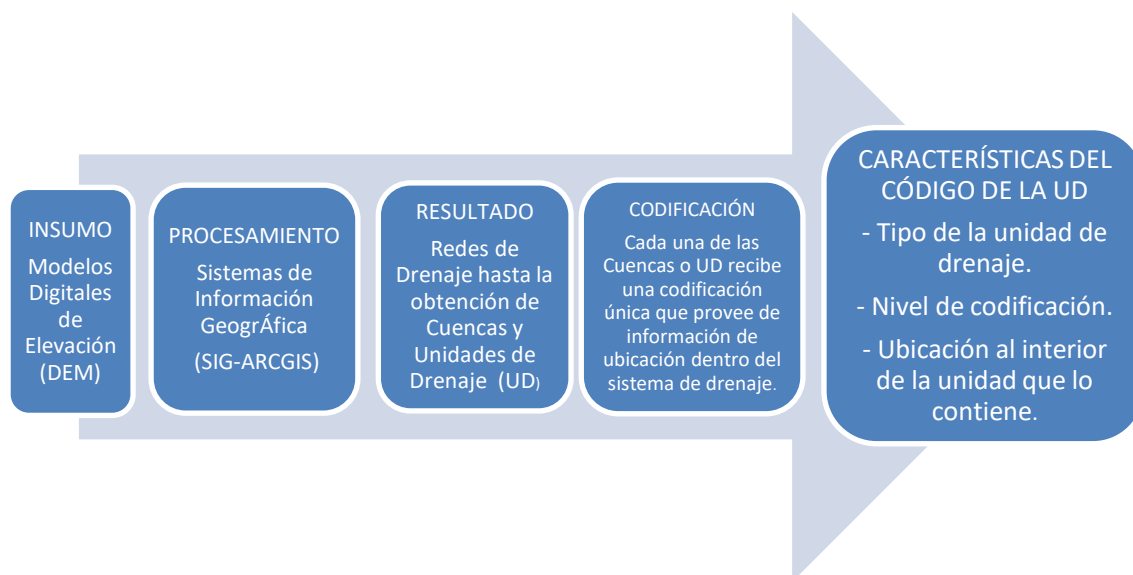 INSUMO
Modelos
Digitales
de
Elevación
(DEM)
PROCESAMIENTO
Sistemas de
Información
GeogrÁfica
(SIG-ARCGIS)
RESULTADO
Redes de
Drenaje hasta la
obtención de
Cuencas y
Unidades de
Drenaje (UD)
CODIFICACIÓN
Cada una de las
Cuencas o UD recibe
una codificación
única que provee de
información de
ubicación dentro del
sistema de drenaje.
CARACTERÍSTICAS DEL
CÓDIGO DE LA UD
- Tipo de la unidad de
drenaje.
- Nivel de codificación.
- Ubicación al interior
de la unidad que lo
contiene.